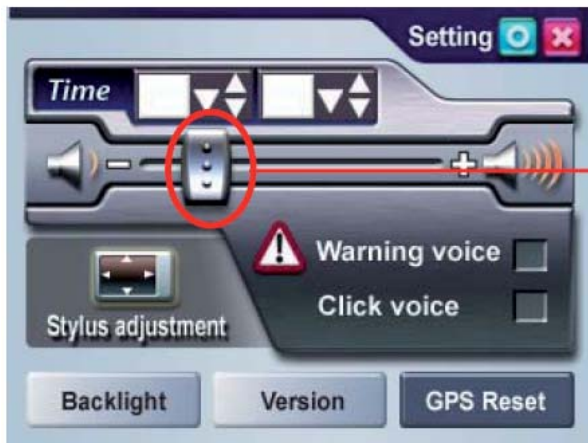 Setting
Time
Warning voice
Click voice
Stylus adjustment
Backlight
Version
GPS Reset